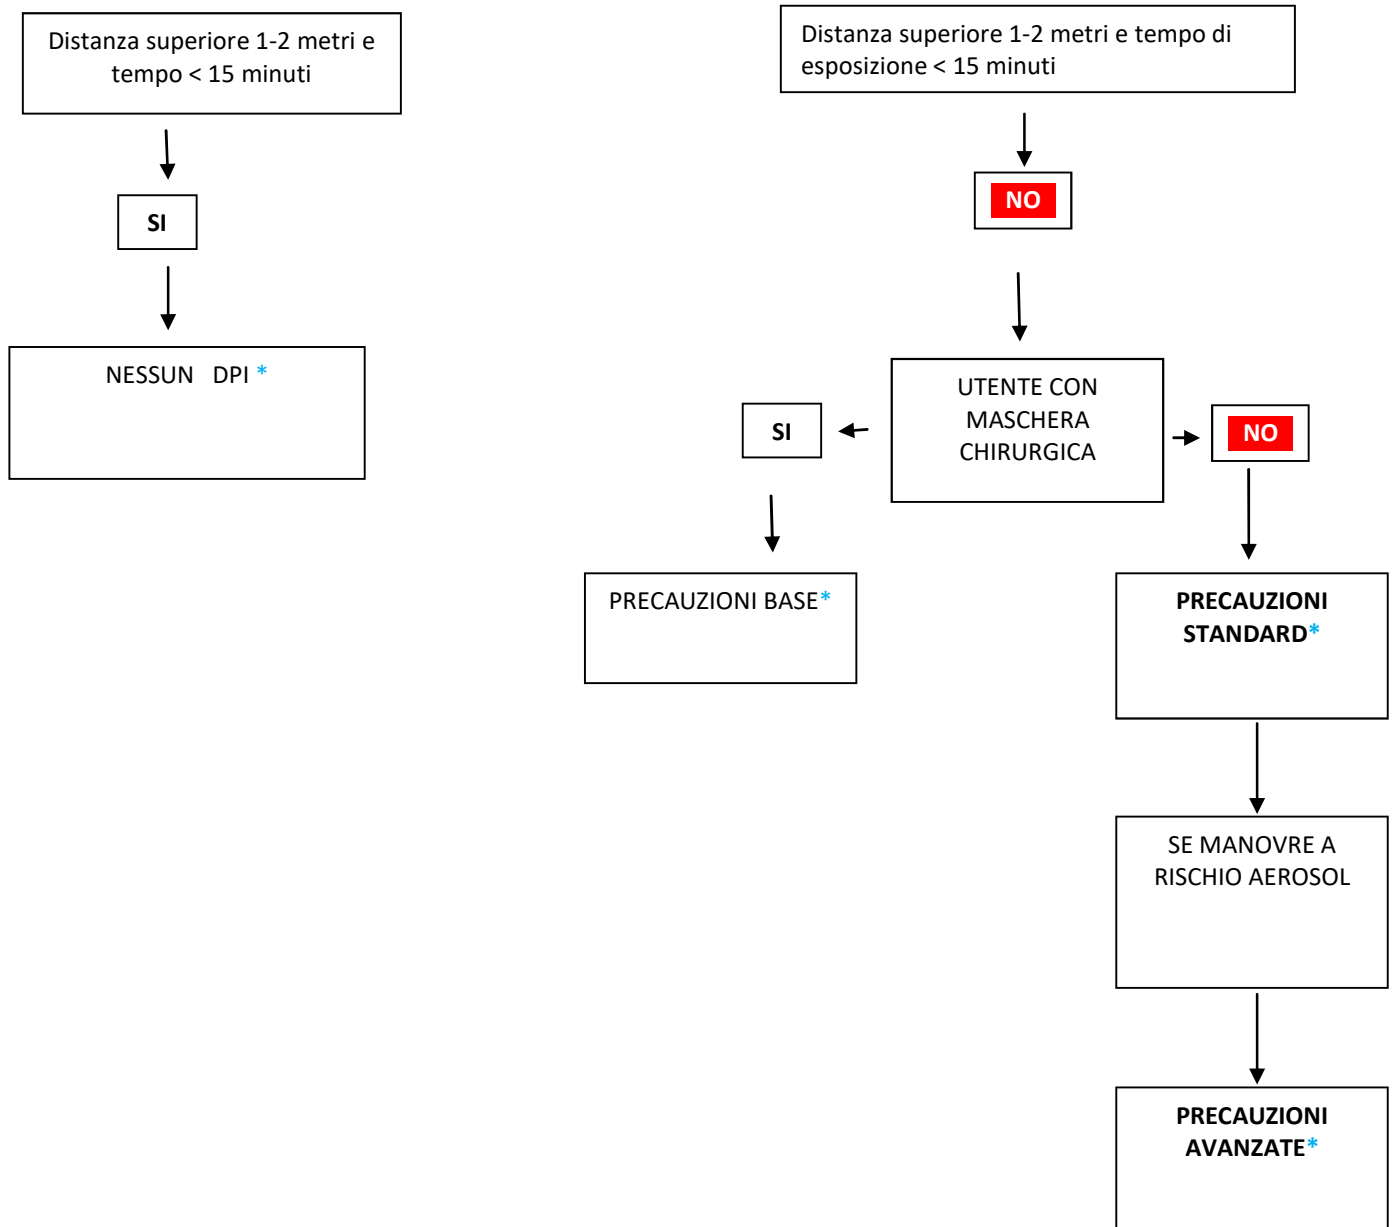 Distanza superiore 1-2 metri e
tempo < 15 minuti
SI
NESSUN DPI *
Distanza superiore 1-2 metri e tempo di
esposizione < 15 minuti
NO
UTENTE CON
MASCHERA
CHIRURGICA
SI
NO
PRECAUZIONI BASE*
PRECAUZIONI
STANDARD*
SE MANOVRE A
RISCHIO AEROSOL
PRECAUZIONI
AVANZATE*